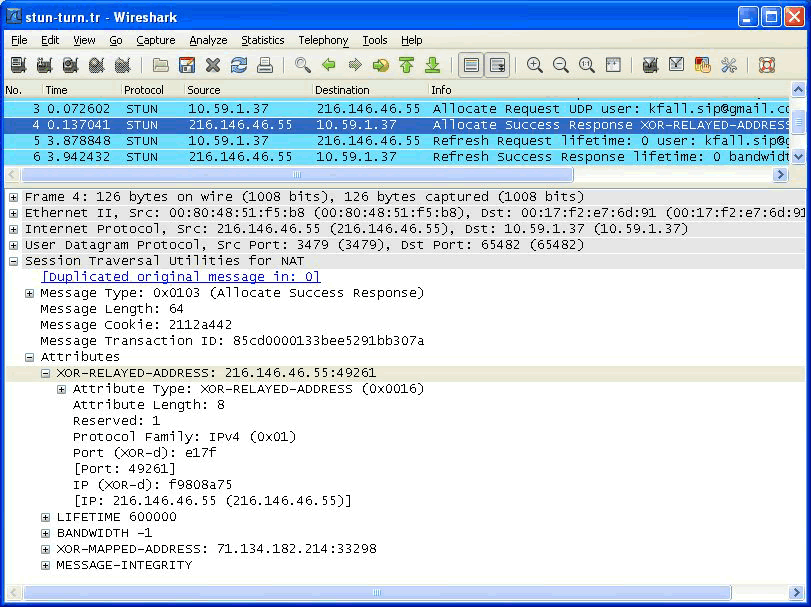 stun-turn.tr - Wireshark
File Edit View Go Capture Analyze Statistics Telephony Tools Help
No. Time Protocol Source Destination Info
3 0.072602 STUN 10.59.1.37 216.146.46.55 Allocate Request UDP user: kfall.sip@gmail.co
4 0.137041 STUN 216.146.46.55 10.59.1.37 Allocate Success Response XOR-RELAYED-ADDRESS
5 3.878848 STUN 10.59.1.37 216.146.46.55 Refresh Request lifetime: 0 user: kfall.sip@g
6 3.942432 STUN 216.146.46.55 10.59.1.37 Refresh Success Response lifetime: 0 bandwidt
Frame 4: 126 bytes on wire (1008 bits), 126 bytes captured (1008 bits)
Ethernet II, Src: 00:80:48:51:f5:b8 (00:80:48:51:f5:b8), Dst: 00:17:f2:e7:6d:91 (00:17:f2:e7:6d:91
Internet Protocol, Src: 216.146.46.55 (216.146.46.55), Dst: 10.59.1.37 (10.59.1.37)
User Datagram Protocol, Src Port: 3479 (3479), Dst Port: 65482 (65482)
Session Traversal Utilities for NAT
[Duplicated original message in: 0]
Message Type: 0x0103 (Allocate Success Response)
Message Length: 64
Message Cookie: 2112a442
Message Transaction ID: 85cd0000133bee5291bb307a
Attributes
XOR-RELAYED-ADDRESS: 216.146.46.55:49261
Attribute Type: XOR-RELAYED-ADDRESS (0x0016)
Attribute Length: 8
Reserved: 1
Protocol Family: IPv4 (0x01)
Port (XOR-d): e17f
[Port: 49261]
IP (XOR-d): f9808a75
[IP: 216.146.46.55 (216.146.46.55)]
LIFETIME 600000
BANDWIDTH -1
XOR-MAPPED-ADDRESS: 71.134.182.214:33298
MESSAGE-INTEGRITY